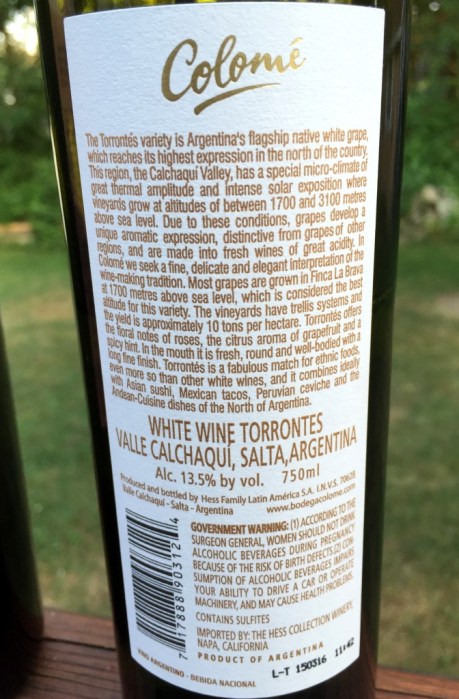 Colomé
The Torrontés variety is Argentina's flagship native white grape,
which reaches its highest expression in the north of the country.
This region, the Calchaquí Valley, has a special micro-climate of
great thermal amplitude and intense solar exposition where
vineyards grow at altitudes of between 1700 and 3100 metres
above sea level. Due to these conditions, grapes develop a
unique aromatic expression, distinctive from grapes of other
regions, and are made into fresh wines of great acidity. In
Colomé we seek a fine, delicate and elegant interpretation of the
wine-making tradition. Most grapes are grown in Finca La Brava
at 1700 metres above sea level, which is considered the best
altitude for this variety. The vineyards have trellis systems and
the yield is approximately 10 tons per hectare. Torrontés offers
the floral notes of roses, the citrus aroma of grapefruit and a
spicy hint. In the mouth it is fresh, round and well-bodied with a
long fine finish. Torrontés is a fabulous match for ethnic foods,
even more so than other white wines, and it combines ideally
with Asian sushi, Mexican tacos, Peruvian ceviche and the
Andean-Cuisine dishes of the North of Argentina.
WHITE WINE TORRONTES
VALLE CALCHAQUÍ, SALTA, ARGENTINA
Alc. 13.5% by vol. 750ml
Produced and bottled by Hess Family Latin América S.A. I.N.V.S. 70628
Valle Calchaquí - Salta - Argentina www.bodegacolome.com
GOVERNMENT WARNING: (1) ACCORDING TO THE
SURGEON GENERAL, WOMEN SHOULD NOT DRINK
ALCOHOLIC BEVERAGES DURING PREGNANCY
BECAUSE OF THE RISK OF BIRTH DEFECTS.(2) CON-
SUMPTION OF ALCOHOLIC BEVERAGES IMPAIRS
YOUR ABILITY TO DRIVE A CAR OR OPERATE
MACHINERY, AND MAY CAUSE HEALTH PROBLEMS.
CONTAINS SULFITES
IMPORTED BY: THE HESS COLLECTION WINERY,
NAPA, CALIFORNIA
PRODUCT OF ARGENTINA
7 17888 90312 4
VINO ARGENTINO - BEBIDA NACIONAL
L-T 150316 11:42